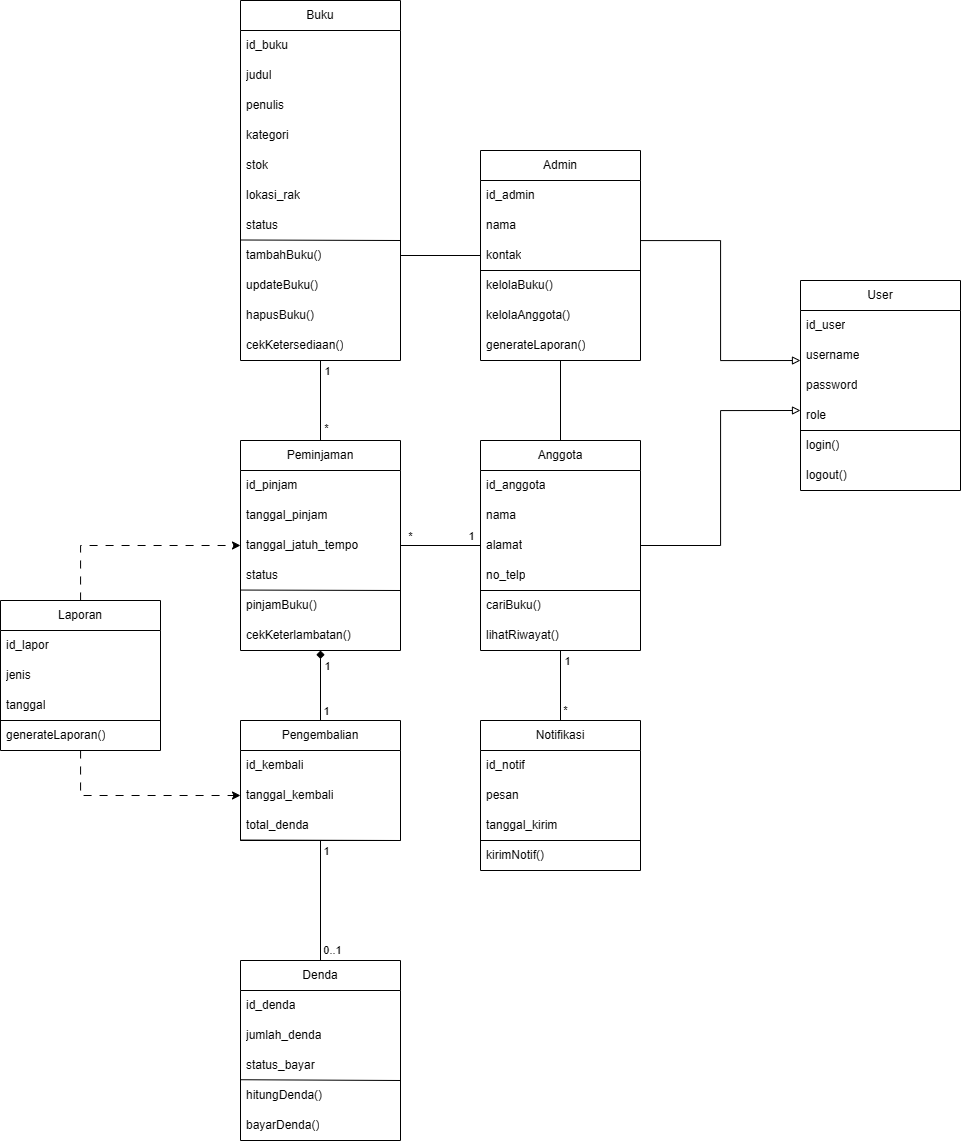 Buku
id_buku
judul
penulis
kategori
stok
lokasi_rak
status
tambahBuku()
updateBuku()
hapusBuku()
cekKetersediaan()
Admin
id_admin
nama
kontak
kelolaBuku()
kelolaAnggota()
generateLaporan()
User
id_user
username
password
role
login()
logout()
1
*
Peminjaman
id_pinjam
tanggal_pinjam
tanggal_jatuh_tempo
status
pinjamBuku()
cekKeterlambatan()
*
1
Anggota
id_anggota
nama
alamat
no_telp
cariBuku()
lihatRiwayat()
Laporan
id_lapor
jenis
tanggal
generateLaporan()
1
1
1
*
Pengembalian
id_kembali
tanggal_kembali
total_denda
Notifikasi
id_notif
pesan
tanggal_kirim
kirimNotif()
1
0..1
Denda
id_denda
jumlah_denda
status_bayar
hitungDenda()
bayarDenda()